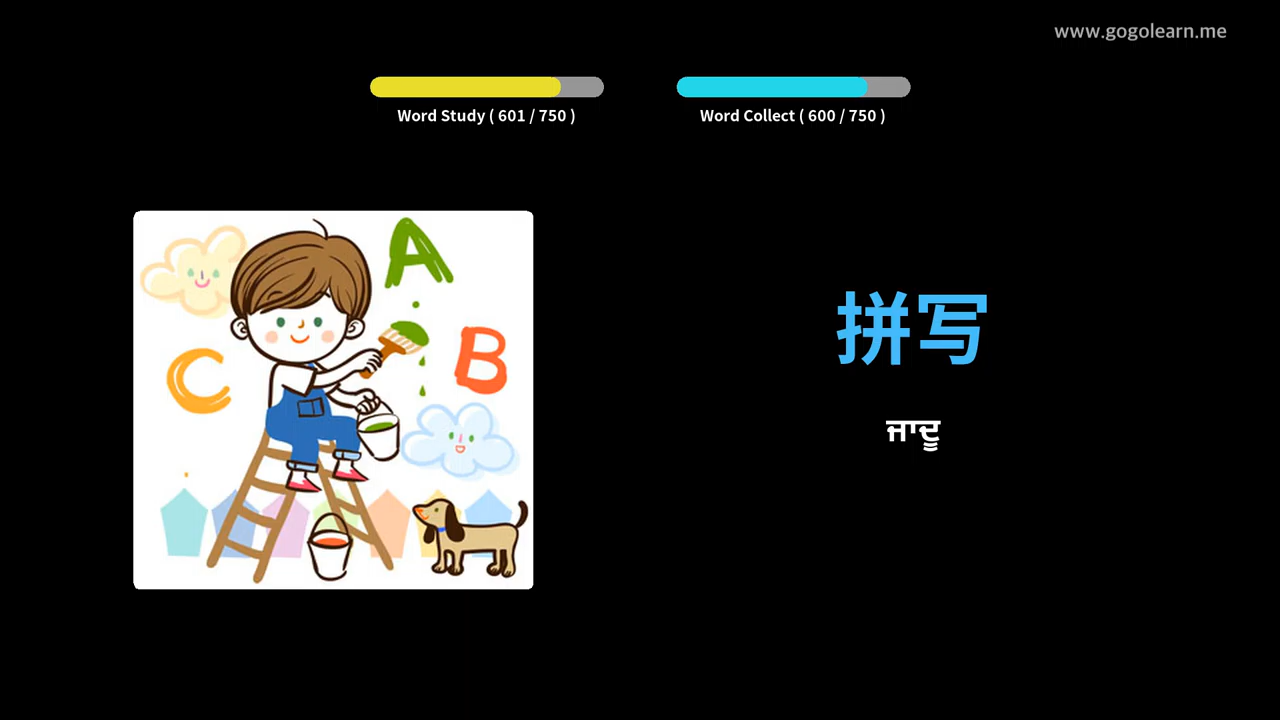 www.gogolearn.me
Word Study ( 601 / 750 )
Word Collect ( 600 / 750 )
A
B
C
拼写
ਜਾਦੂ